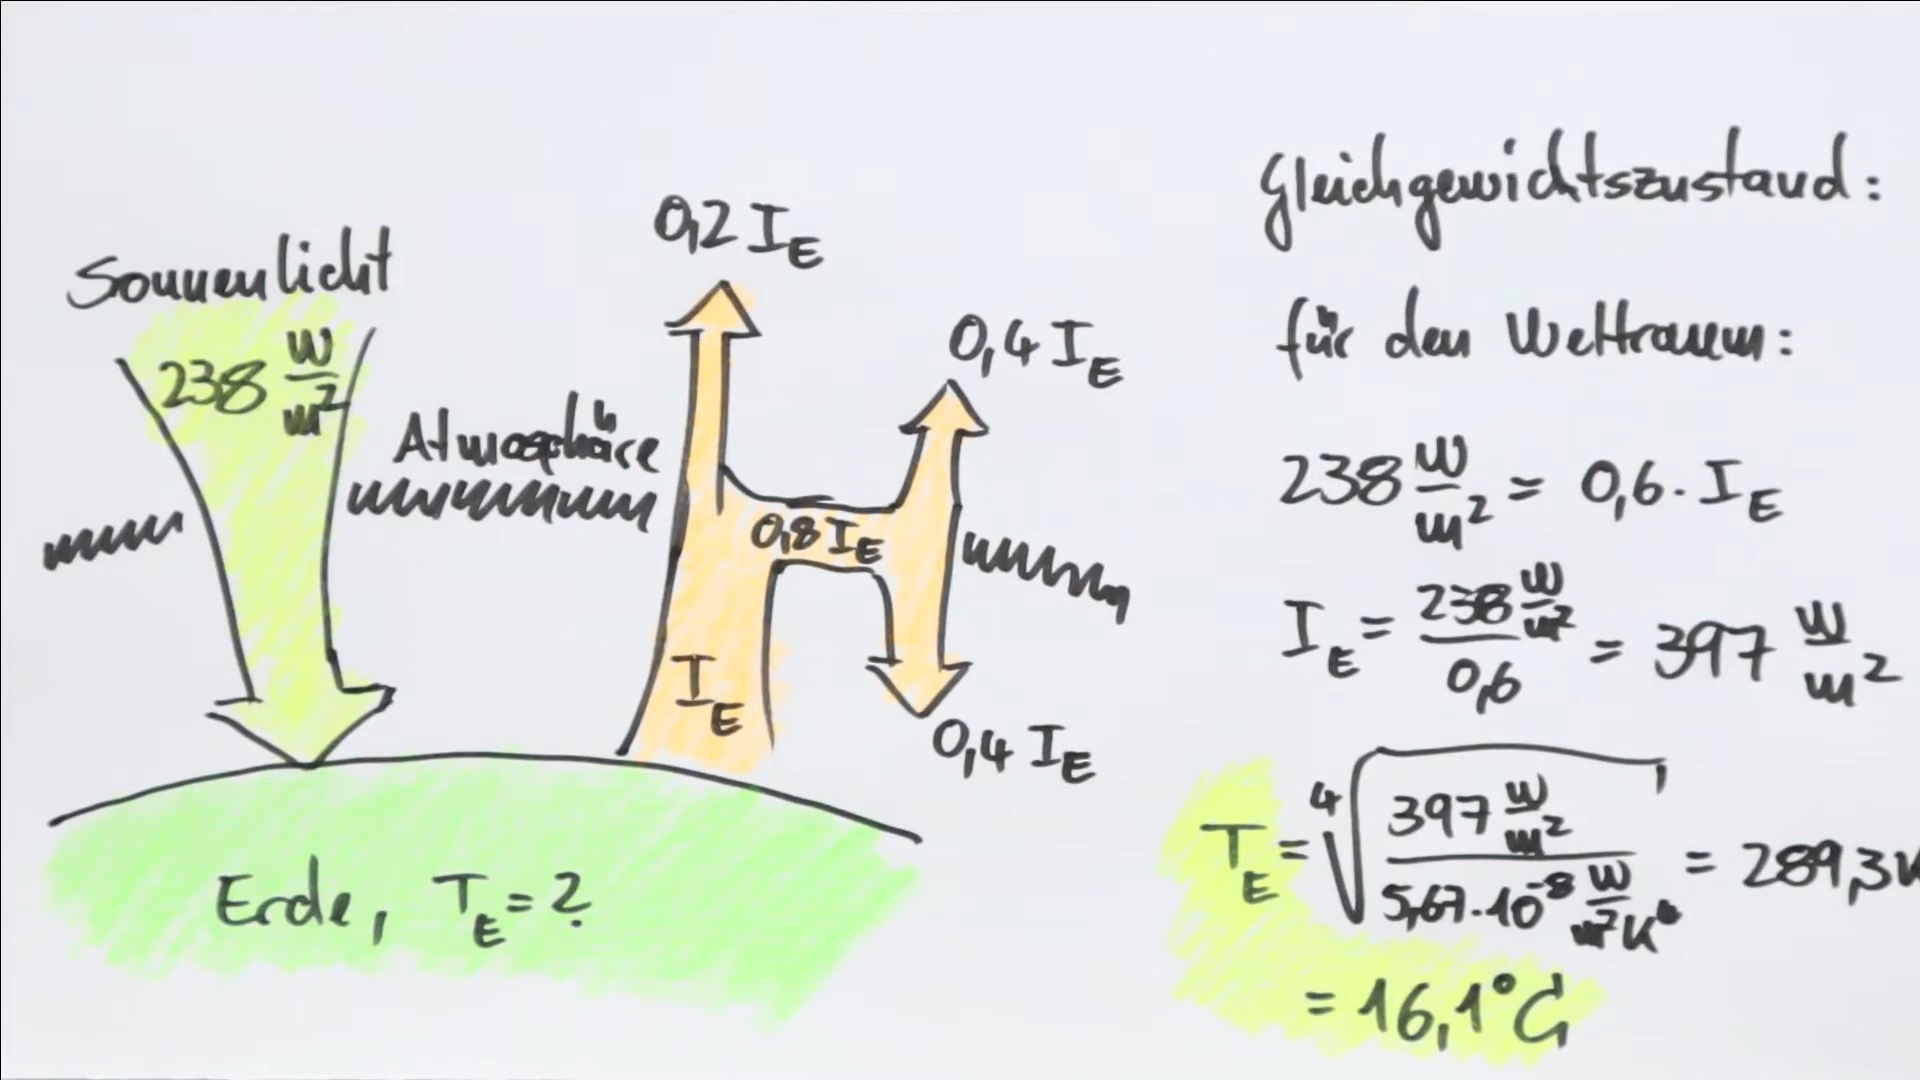 Sonnenlicht
238 W/m²
Atmosphäre
0,2 I_E
0,4 I_E
0,8 I_E
I_E
0,4 I_E
Erde, T_E = ?
Gleichgewichtszustand:
für den Weltraum:
238 W/m² = 0,6 · I_E
I_E = 238 W/m² / 0,6 = 397 W/m²
T_E = ⁴√(397 W/m² / 5,67 · 10⁻⁸ W/m²K⁴) = 289,3K
= 16,1°C